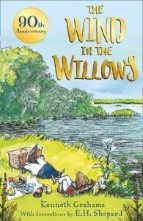 90th
Anniversary
THE
WIND
IN THE
WILLOWS
Kenneth Grahame
With decorations by E.H. Shepard